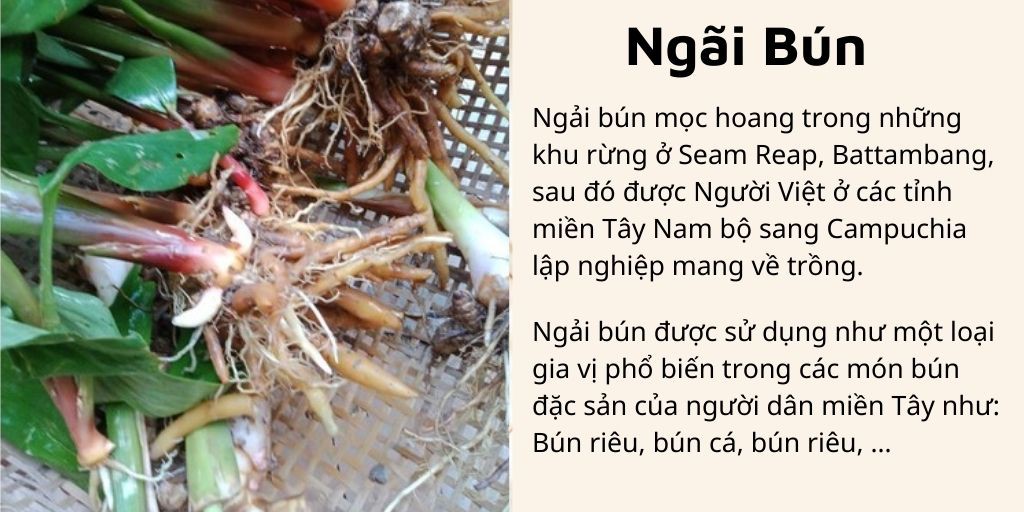 Ngãi Bún
Ngải bún mọc hoang trong những
khu rừng ở Seam Reap, Battambang,
sau đó được Người Việt ở các tỉnh
miền Tây Nam bộ sang Campuchia
lập nghiệp mang về trồng.
Ngải bún được sử dụng như một loại
gia vị phổ biến trong các món bún
đặc sản của người dân miền Tây như:
Bún riêu, bún cá, bún riêu, ...